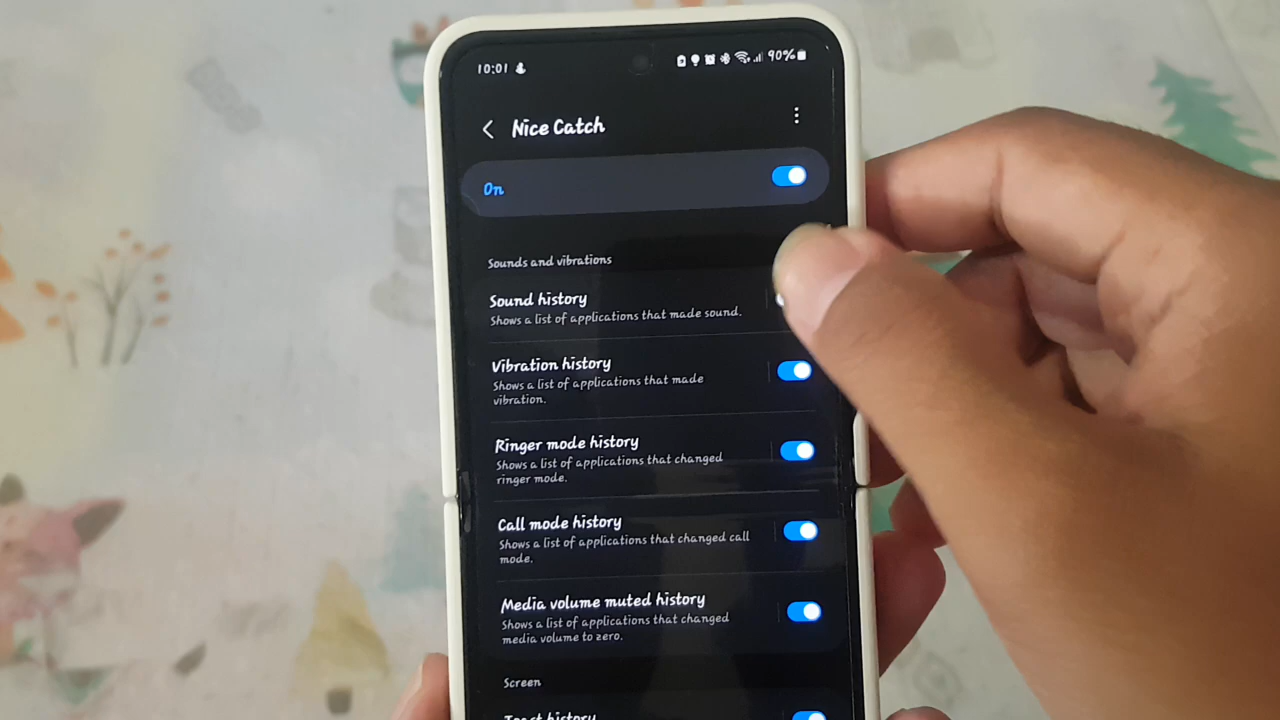 10:01
90%
Nice Catch
On
Sounds and vibrations
Sound history
Shows a list of applications that made sound.
Vibration history
Shows a list of applications that made
vibration.
Ringer mode history
Shows a list of applications that changed
ringer mode.
Call mode history
Shows a list of applications that changed call
mode.
Media volume muted history
Shows a list of applications that changed
media volume to zero.
Screen
Toast history